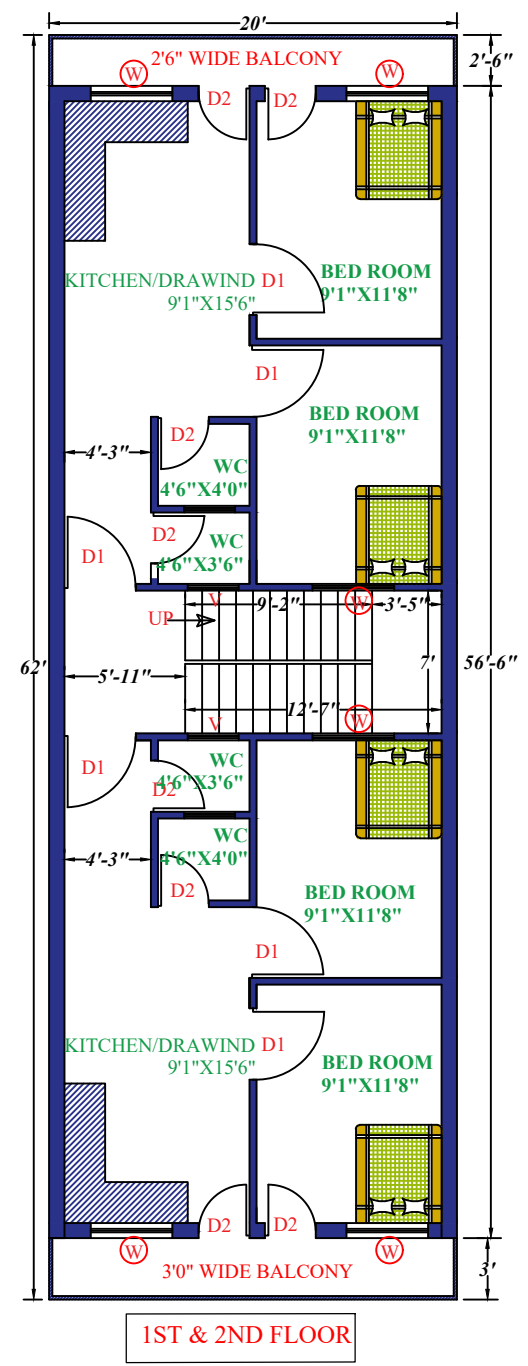 20'
2'6" WIDE BALCONY
2'-6"
W
W
D2
D2
KITCHEN/DRAWIND
9'1"X15'6"
D1
BED ROOM
9'1"X11'8"
D1
BED ROOM
9'1"X11'8"
D2
4'-3"
WC
4'6"X4'0"
D2
WC
4'6"X3'6"
D1
V
9'-2"
W
3'-5"
UP
62'
5'-11"
7'
56'-6"
12'-7"
V
W
D1
WC
4'6"X3'6"
D2
WC
4'6"X4'0"
4'-3"
D2
BED ROOM
9'1"X11'8"
D1
KITCHEN/DRAWIND
9'1"X15'6"
D1
BED ROOM
9'1"X11'8"
D2
D2
W
W
3'0" WIDE BALCONY
3'
1ST & 2ND FLOOR